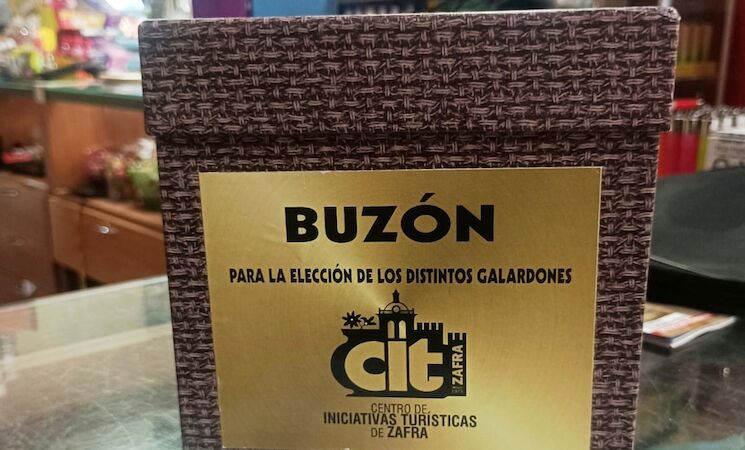 BUZÓN
PARA LA ELECCIÓN DE LOS DISTINTOS GALARDONES
cit
ZAFRA
CENTRO DE
INICIATIVAS TURÍSTICAS
DE ZAFRA